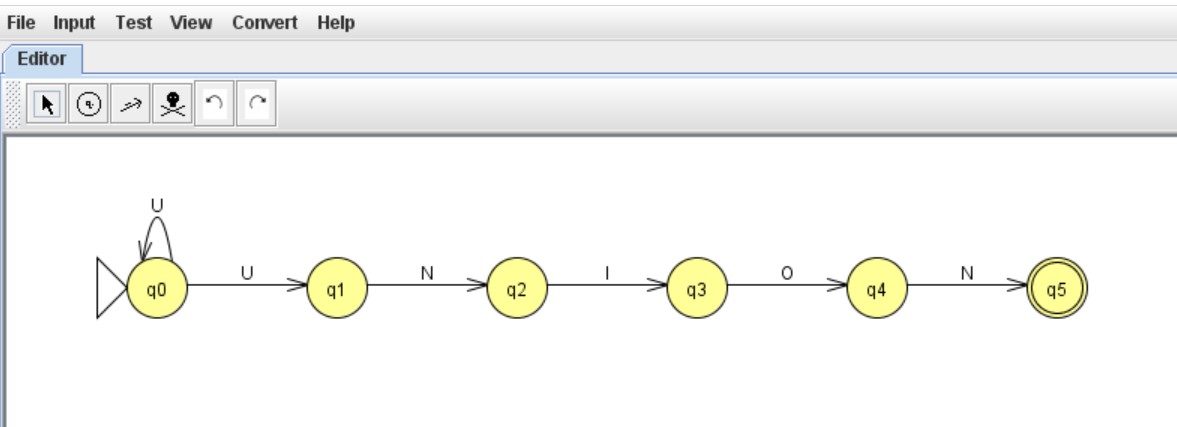 File Input Test View Convert Help
Editor
U
U N I O N
q0 q1 q2 q3 q4 q5